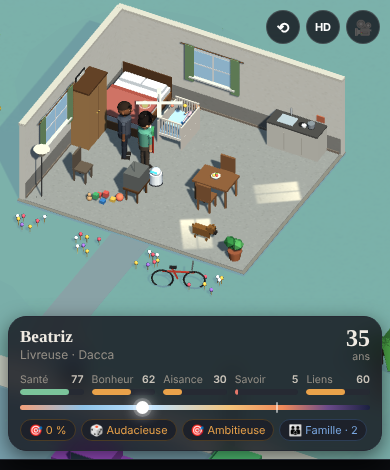 HD
Beatriz
35
Livreuse · Dacca
ans
Santé 77 Bonheur 62 Aisance 30 Savoir 5 Liens 60
0 % Audacieuse Ambitieuse Famille · 2